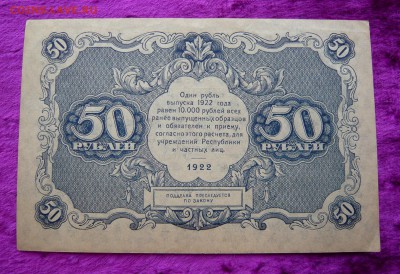 50
50
Один рубль
выпуска 1922 года
равен 10.000 рублей всех
ранее выпущенных образцов
и обязателен к приему,
согласно этого расчета, для
учреждений Республики
и частных лиц.
50
РУБЛЕЙ
50
РУБЛЕЙ
1922
ПОДДЕЛКА ПРЕСЛЕДУЕТСЯ
ПО ЗАКОНУ.
50
50